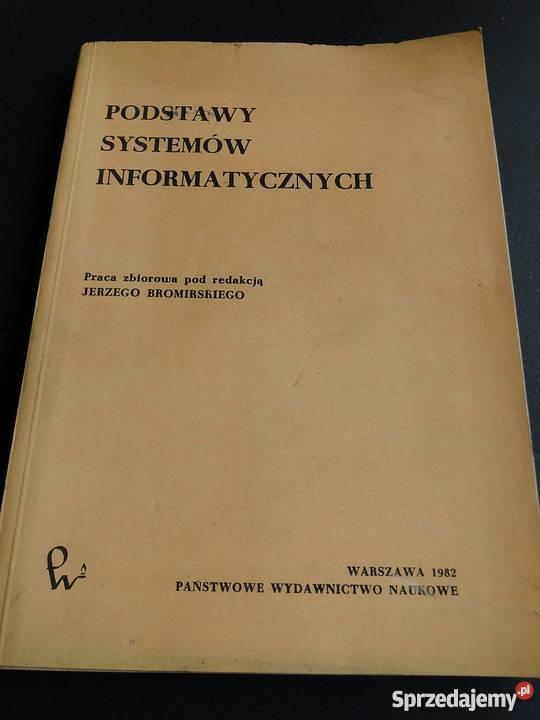 PODSTAWY
SYSTEMÓW
INFORMATYCZNYCH
Praca zbiorowa pod redakcją
JERZEGO BROMIRSKIEGO
WARSZAWA 1982
PAŃSTWOWE WYDAWNICTWO NAUKOWE
Sprzedajemy.pl